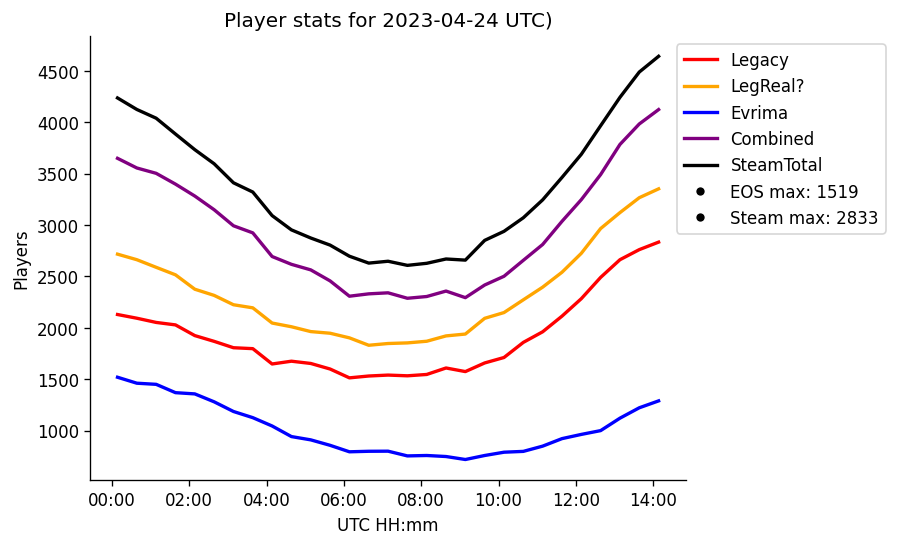 Player stats for 2023-04-24 UTC)
Players
4500
4000
3500
3000
2500
2000
1500
1000
00:00 02:00 04:00 06:00 08:00 10:00 12:00 14:00
UTC HH:mm
Legacy
LegReal?
Evrima
Combined
SteamTotal
EOS max: 1519
Steam max: 2833